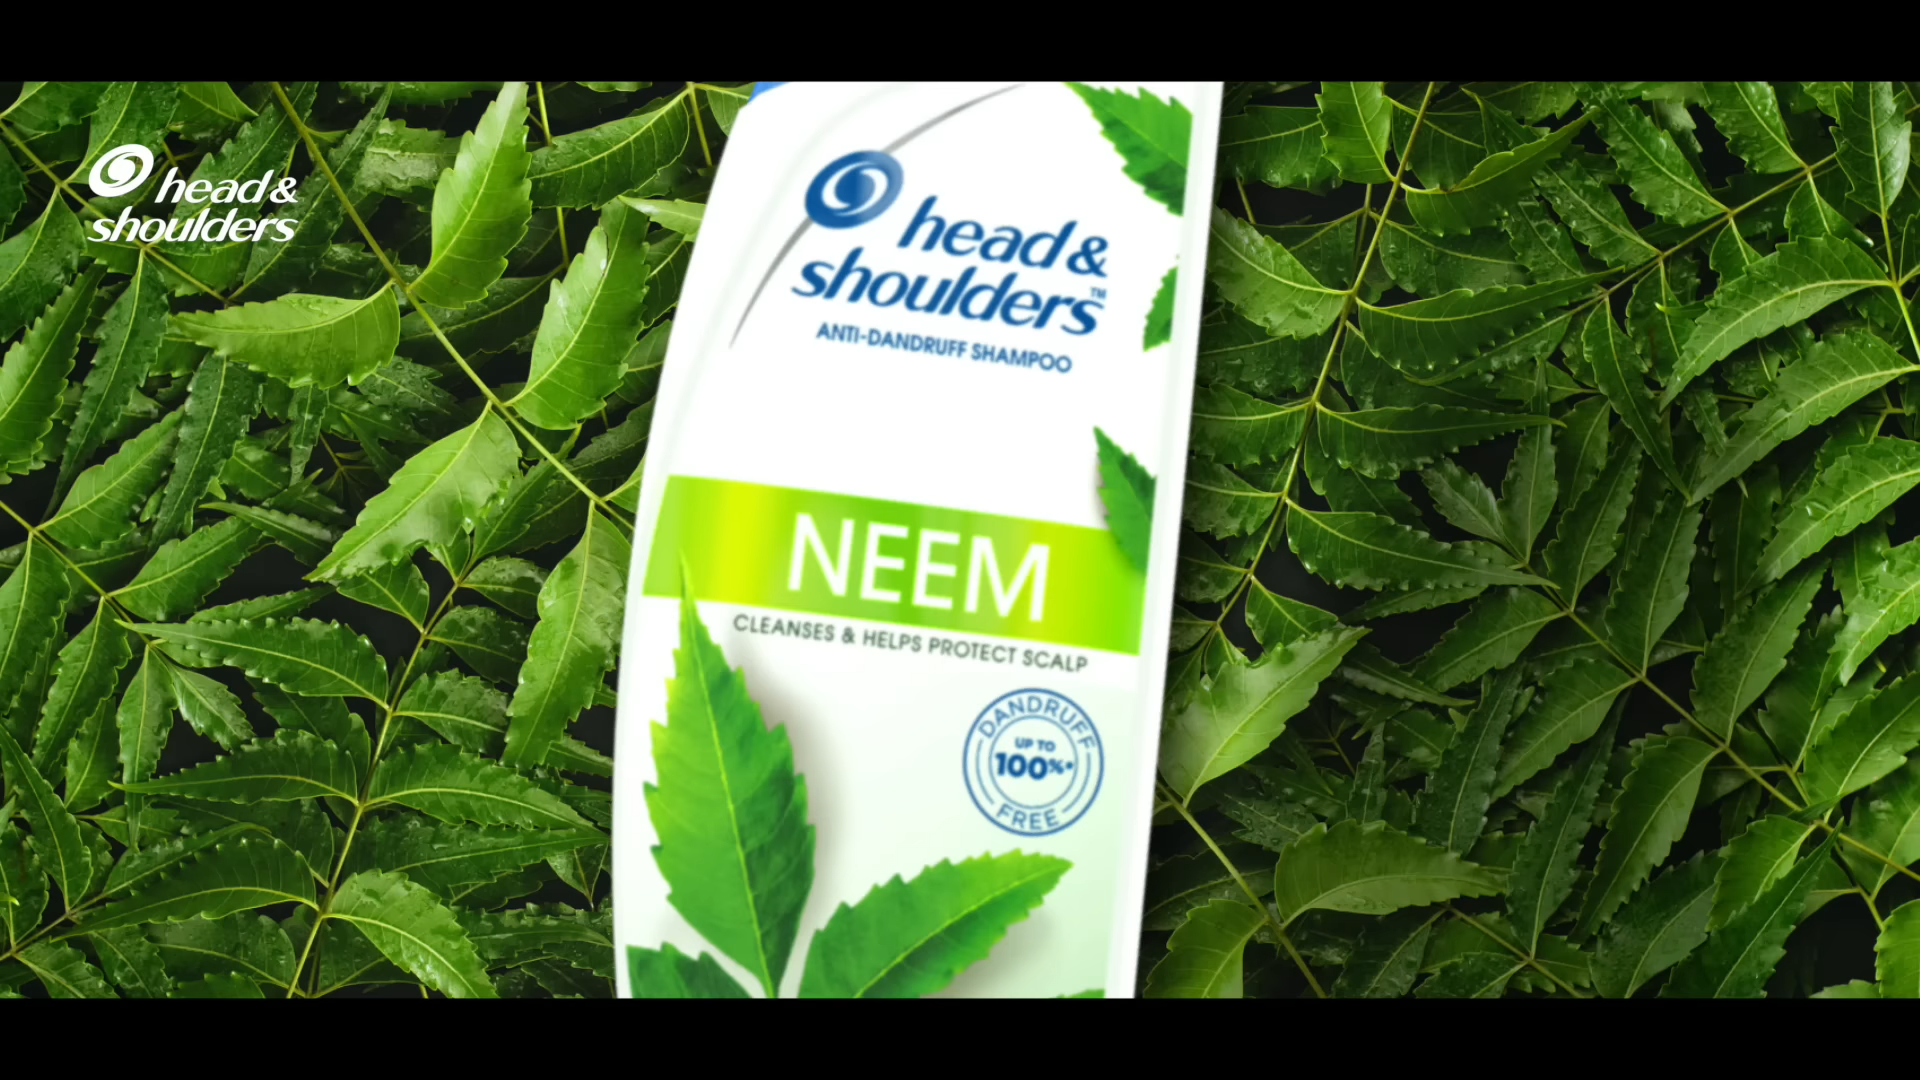 head &
shoulders
head &
shoulders™
ANTI-DANDRUFF SHAMPOO
NEEM
CLEANSES & HELPS PROTECT SCALP
DANDRUFF
UP TO
100%*
FREE